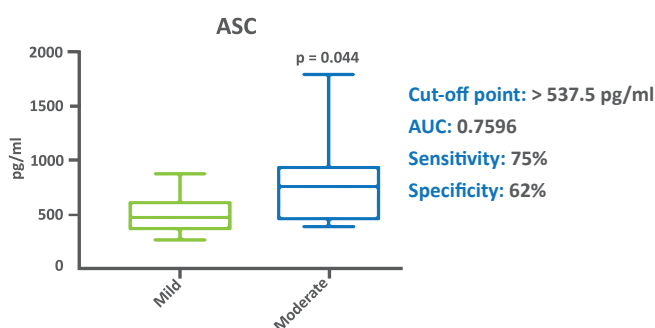 ASC
2000
1500
1000
500
0
pg/ml
p = 0.044
Mild
Moderate
Cut-off point: > 537.5 pg/ml
AUC: 0.7596
Sensitivity: 75%
Specificity: 62%